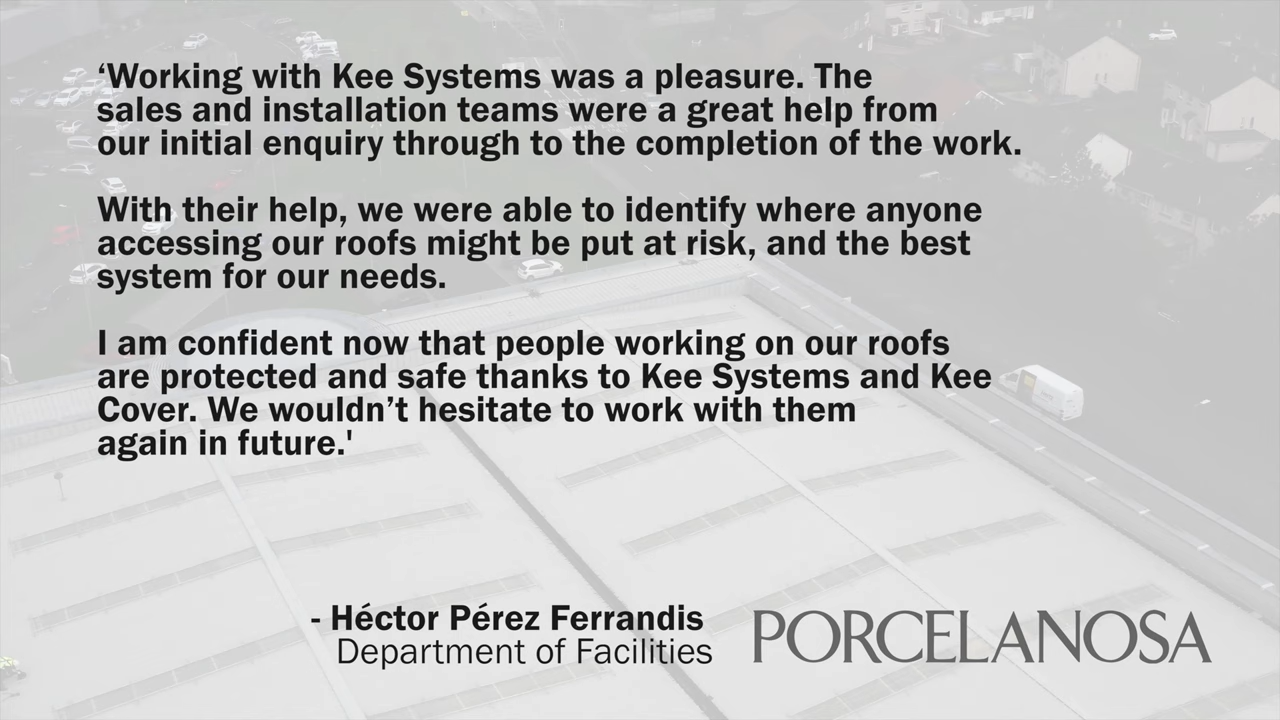 ‘Working with Kee Systems was a pleasure. The
sales and installation teams were a great help from
our initial enquiry through to the completion of the work.
With their help, we were able to identify where anyone
accessing our roofs might be put at risk, and the best
system for our needs.
I am confident now that people working on our roofs
are protected and safe thanks to Kee Systems and Kee
Cover. We wouldn’t hesitate to work with them
again in future.'
- Héctor Pérez Ferrandis
Department of Facilities
PORCELANOSA